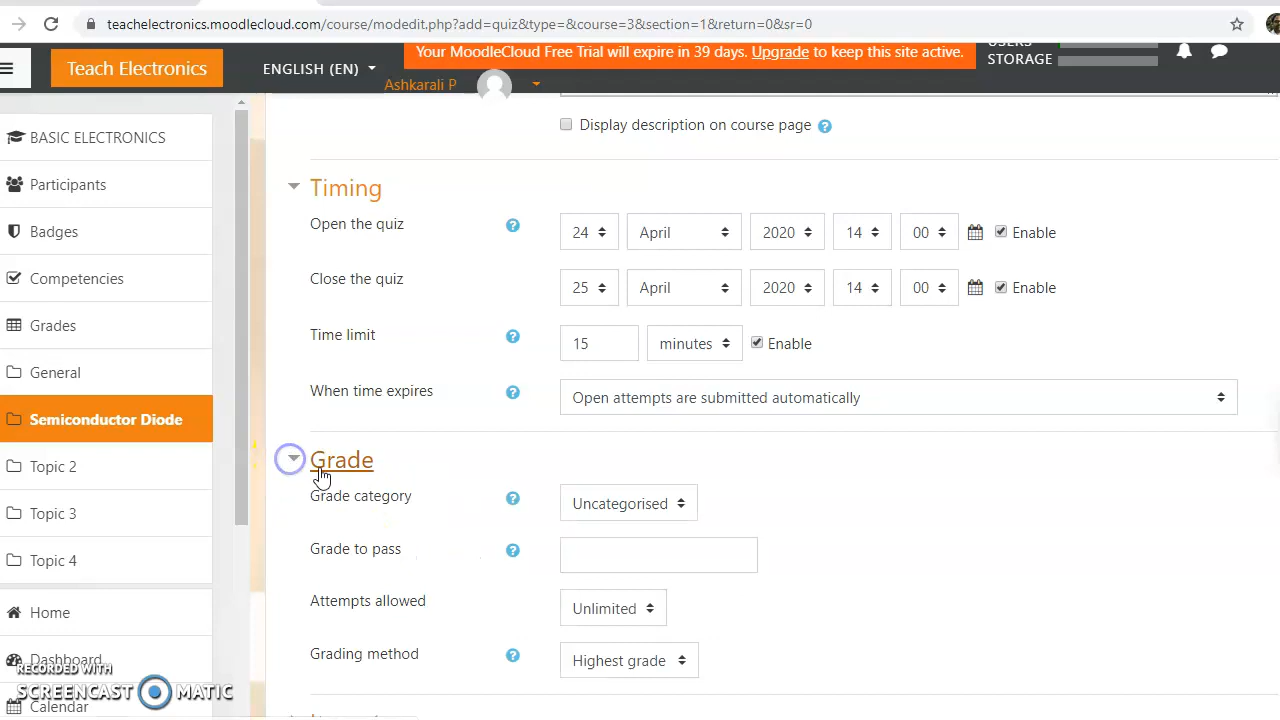 teachelectronics.moodlecloud.com/course/modedit.php?add=quiz&type=&course=3&section=1&return=0&sr=0
Your MoodleCloud Free Trial will expire in 39 days. Upgrade to keep this site active.
USERS
STORAGE
Teach Electronics
ENGLISH (EN)
Ashkarali P
BASIC ELECTRONICS
Participants
Badges
Competencies
Grades
General
Semiconductor Diode
Topic 2
Topic 3
Topic 4
Home
Dashboard
Calendar
Display description on course page
Timing
Open the quiz
24 April 2020 14 00 Enable
Close the quiz
25 April 2020 14 00 Enable
Time limit
15 minutes Enable
When time expires
Open attempts are submitted automatically
Grade
Grade category
Uncategorised
Grade to pass
Attempts allowed
Unlimited
Grading method
Highest grade
RECORDED WITH
SCREENCAST MATIC